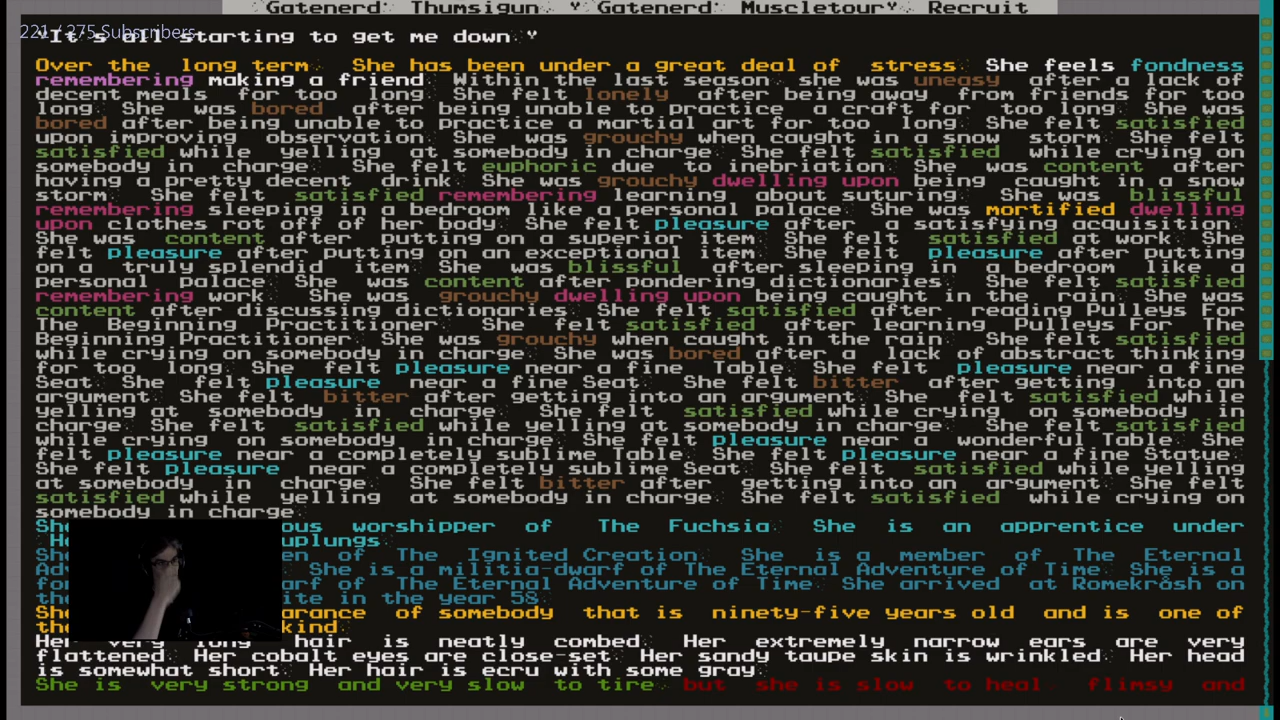 Gatenerd Thumsigun " Gatenerd Muscletour" Recruit
221 / 275 Subscribers
"It's all starting to get me down "
Over the long term She has been under a great deal of stress She feels fondness
remembering making a friend Within the last season she was uneasy after a lack of
decent meals for too long She felt lonely after being away from friends for too
long She was bored after being unable to practice a craft for too long She was
bored after being unable to practice a martial art for too long She felt satisfied
upon improving observation She was grouchy when caught in a snow storm She felt
satisfied while yelling at somebody in charge She felt satisfied while crying on
somebody in charge She felt euphoric due to inebriation She was content after
having a pretty decent drink She was grouchy dwelling upon being caught in a snow
storm She felt satisfied remembering learning about suturing She was blissful
remembering sleeping in a bedroom like a personal palace She was mortified dwelling
upon clothes rot off of her body She felt pleasure after a satisfying acquisition
She was content after putting on a superior item She felt satisfied at work She
felt pleasure after putting on an exceptional item She felt pleasure after putting
on a truly splendid item She was blissful after sleeping in a bedroom like a
personal palace She was content after pondering dictionaries She felt satisfied
remembering work She was grouchy dwelling upon being caught in the rain She was
content after discussing dictionaries She felt satisfied after reading Pulleys For
The Beginning Practitioner She felt satisfied after learning Pulleys For The
Beginning Practitioner She was grouchy when caught in the rain She felt satisfied
while crying on somebody in charge She was bored after a lack of abstract thinking
for too long She felt pleasure near a fine Table She felt pleasure near a fine
Seat She felt pleasure near a fine Seat She felt bitter after getting into an
argument She felt bitter after getting into an argument She felt satisfied while
yelling at somebody in charge She felt satisfied while crying on somebody in
charge She felt satisfied while yelling at somebody in charge She felt satisfied
while crying on somebody in charge She felt pleasure near a wonderful Table She
felt pleasure near a completely sublime Table She felt pleasure near a fine Statue
She felt pleasure near a completely sublime Seat She felt satisfied while yelling
at somebody in charge She felt bitter after getting into an argument She felt
satisfied while yelling at somebody in charge She felt satisfied while crying on
somebody in charge
She ous worshipper of The Fuchsia She is an apprentice under
He uplungs
She en of The Ignited Creation She is a member of The Eternal
Adv She is a militia-dwarf of The Eternal Adventure of Time She is a
for arf of The Eternal Adventure of Time She arrived at Romekråsh on
the ite in the year 58
She arance of somebody that is ninety-five years old and is one of
the kind
Her very long hair is neatly combed Her extremely narrow ears are very
flattened Her cobalt eyes are close-set Her sandy taupe skin is wrinkled Her head
is somewhat short Her hair is ecru with some gray
She is very strong and very slow to tire but she is slow to heal flimsy and